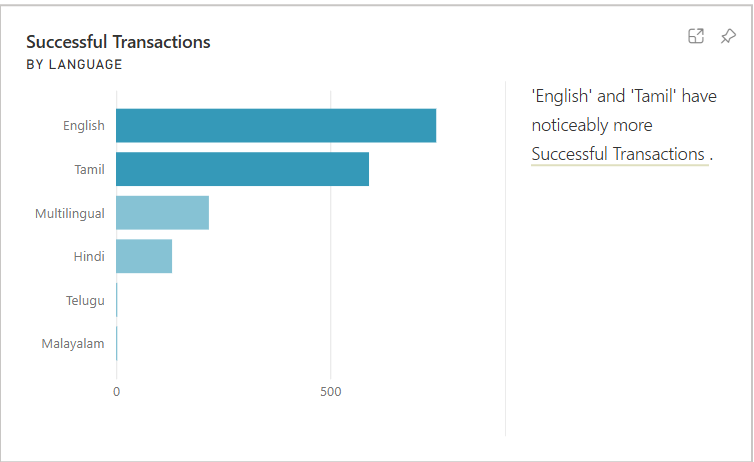 Successful Transactions
BY LANGUAGE
English
Tamil
Multilingual
Hindi
Telugu
Malayalam
0
500
'English' and 'Tamil' have
noticeably more
Successful Transactions .